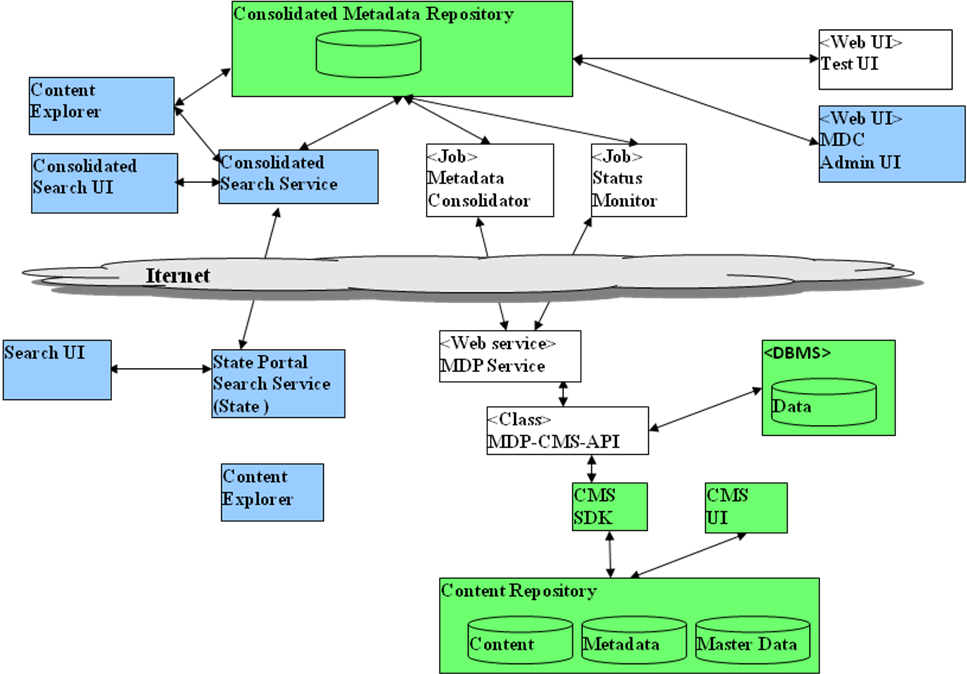 Consolidated Metadata Repository
<Web UI>
Test UI
Content
Explorer
<Web UI>
MDC
Admin UI
Consolidated
Search UI
Consolidated
Search Service
<Job>
Metadata
Consolidator
<Job>
Status
Monitor
Iternet
Search UI
State Portal
Search Service
(State )
<Web service>
MDP Service
<DBMS>
Data
<Class>
MDP-CMS-API
Content
Explorer
CMS
SDK
CMS
UI
Content Repository
Content
Metadata
Master Data